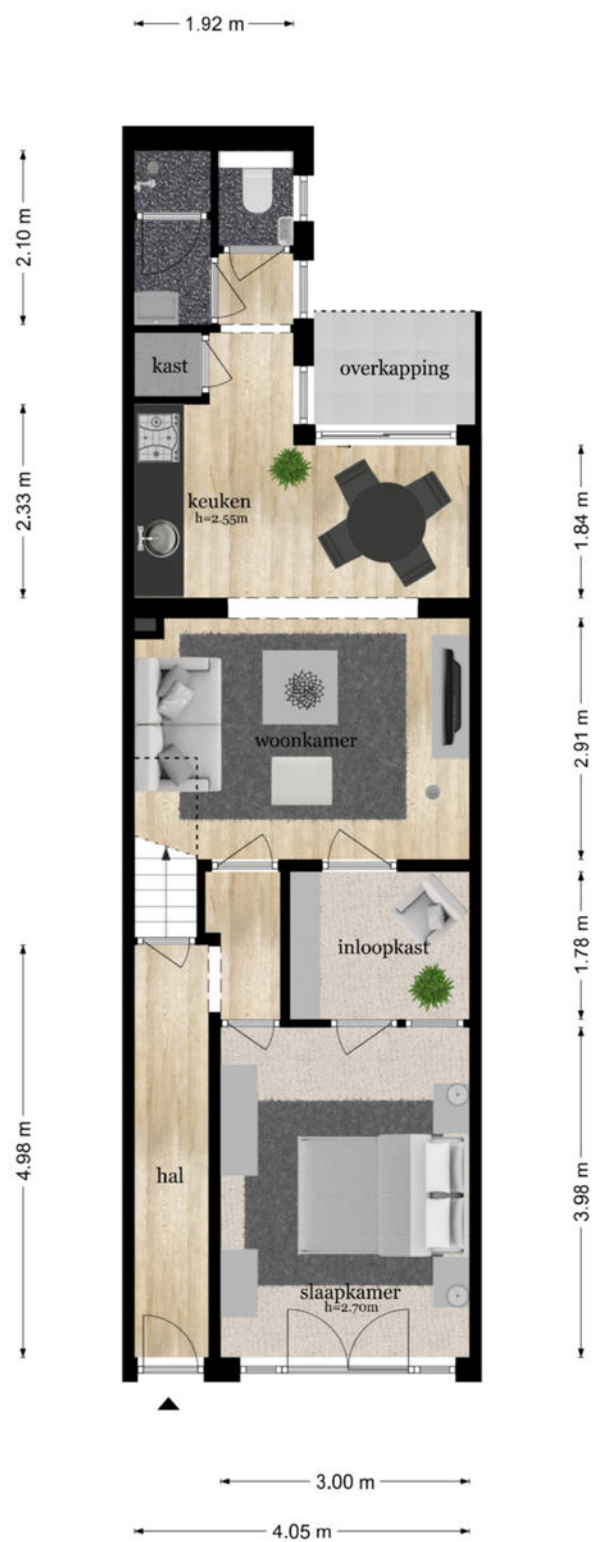 1.92 m
2.10 m
kast
overkapping
2.33 m
keuken
h=2.55m
1.84 m
woonkamer
2.91 m
inloopkast
1.78 m
4.98 m
hal
3.98 m
slaapkamer
h=2.70m
3.00 m
4.05 m